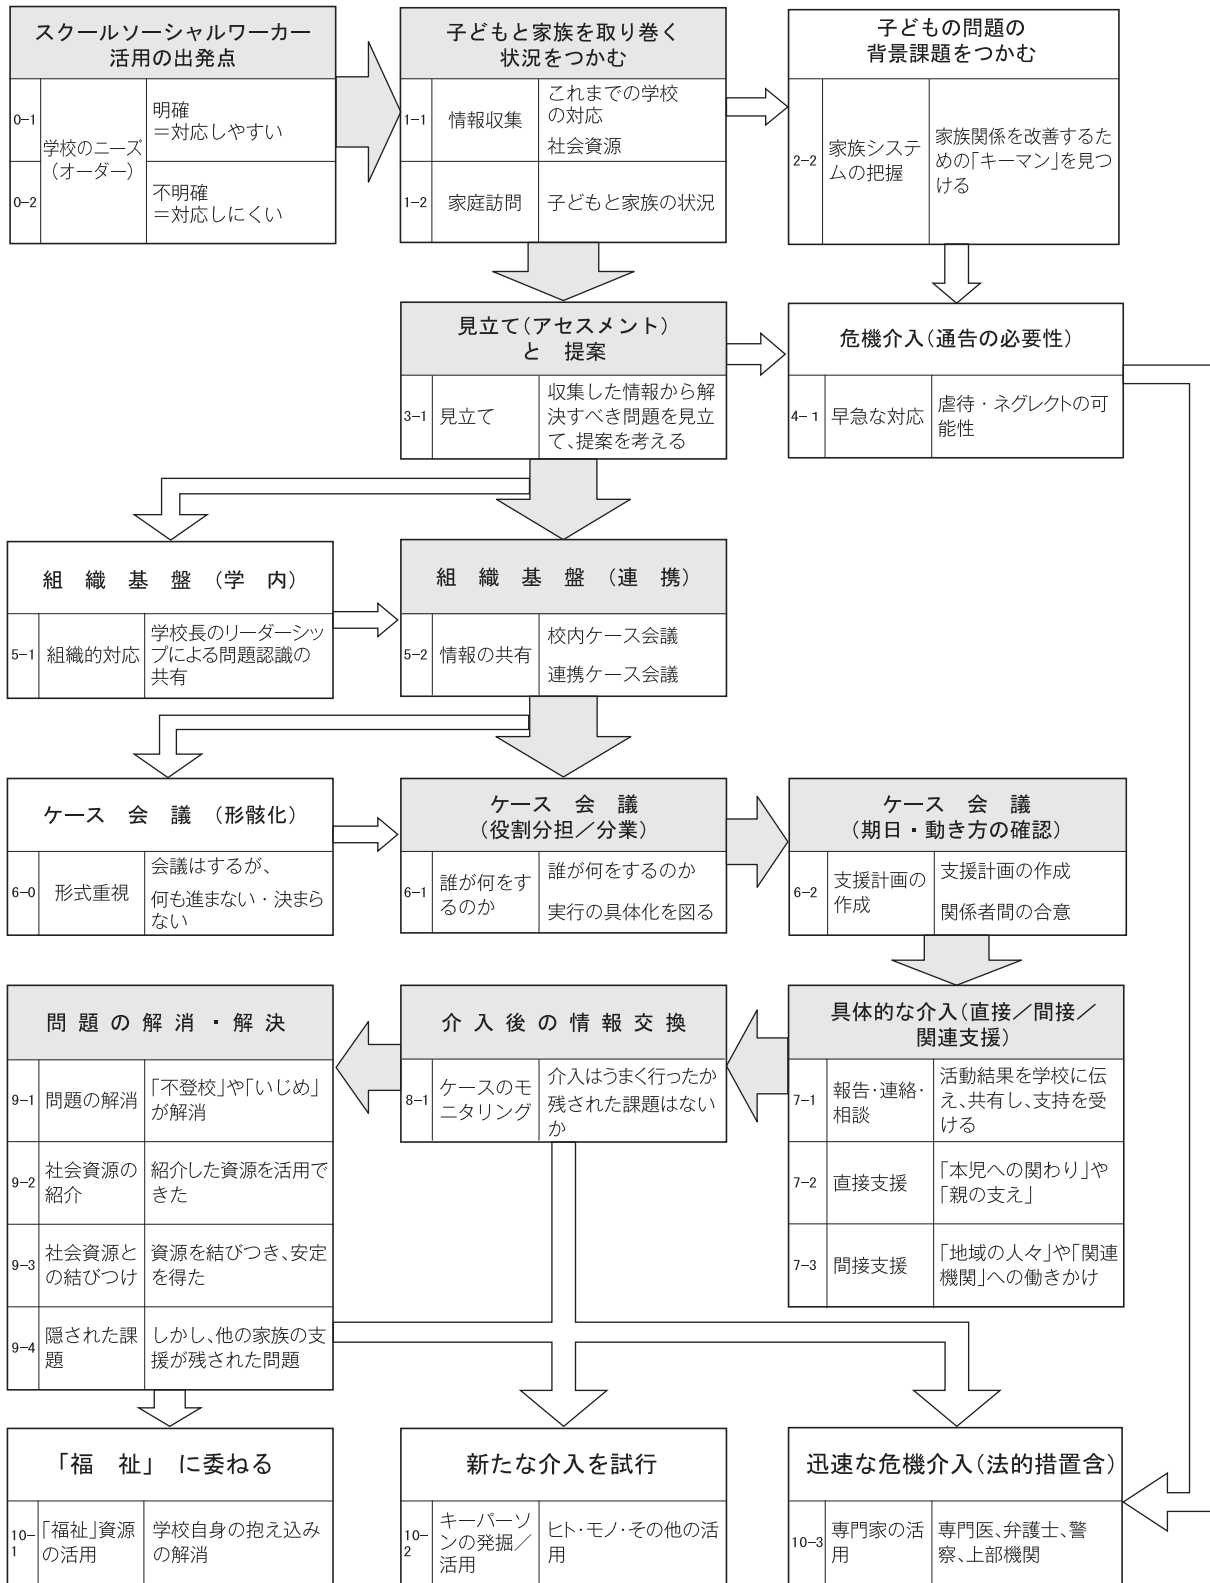 スクールソーシャルワーカー
活用の出発点
0-1
学校のニーズ
(オーダー)
明確
＝対応しやすい
0-2
不明確
＝対応しにくい
子どもと家族を取り巻く
状況をつかむ
1-1
情報収集
これまでの学校
の対応
社会資源
1-2
家庭訪問
子どもと家族の状況
子どもの問題の
背景課題をつかむ
2-2
家族システ
ムの把握
家族関係を改善するた
めの「キーマン」を見つ
ける
見立て(アセスメント)
と　提案
3-1
見立て
収集した情報から解
決すべき問題を見立
て、提案を考える
危機介入(通告の必要性)
4-1
早急な対応
虐待・ネグレクトの可
能性
組　織　基　盤　(学　内)
5-1
組織的対応
学校長のリーダーシッ
プによる問題認識の
共有
組　織　基　盤　(連　携)
5-2
情報の共有
校内ケース会議
連携ケース会議
ケース　会　議　(形骸化)
6-0
形式重視
会議はするが、
何も進まない・決まら
ない
ケース　会　議
(役割分担／分業)
6-1
誰が何をす
るのか
誰が何をするのか
実行の具体化を図る
ケース　会　議
(期日・動き方の確認)
6-2
支援計画の
作成
支援計画の作成
関係者間の合意
問題の解消・解決
9-1
問題の解消
「不登校」や「いじめ」
が解消
9-2
社会資源の
紹介
紹介した資源を活用で
きた
9-3
社会資源と
の結びつけ
資源を結びつき、安定
を得た
9-4
隠された課
題
しかし、他の家族の支
援が残された問題
介入後の情報交換
8-1
ケースのモ
ニタリング
介入はうまく行ったか
残された課題はない
か
具体的な介入(直接／間接／
関連支援)
7-1
報告・連絡・
相談
活動結果を学校に伝
え、共有し、支持を受
ける
7-2
直接支援
「本児への関わり」や
「親の支え」
7-3
間接支援
「地域の人々」や「関連
機関」への働きかけ
「福　祉」　に委ねる
10-
1
「福祉」資源
の活用
学校自身の抱え込み
の解消
新たな介入を試行
10-
2
キーパーソ
ンの発掘／
活用
ヒト・モノ・その他の活
用
迅速な危機介入(法的措置含)
10-3
専門家の活
用
専門医、弁護士、警
察、上部機関